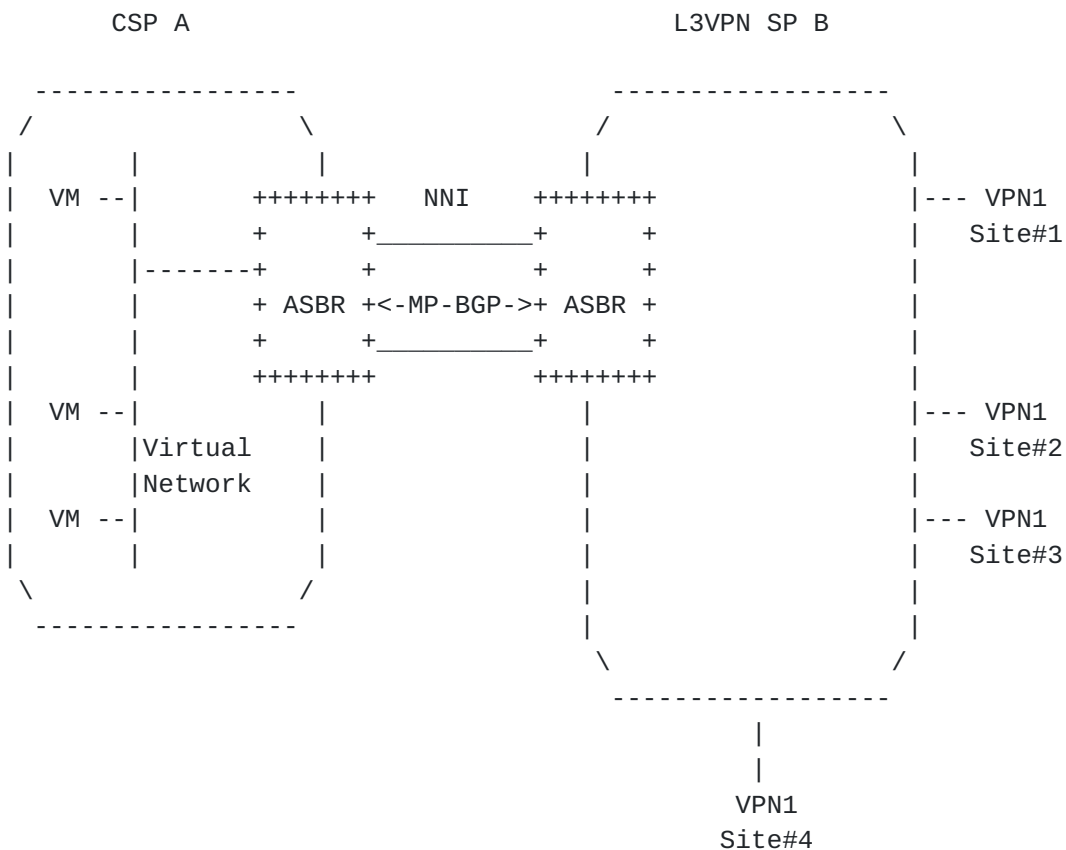 CSP A L3VPN SP B
VM -- NNI --- VPN1
Site#1
ASBR <-MP-BGP-> ASBR
VM -- --- VPN1
Virtual Site#2
Network
VM -- --- VPN1
Site#3
VPN1
Site#4